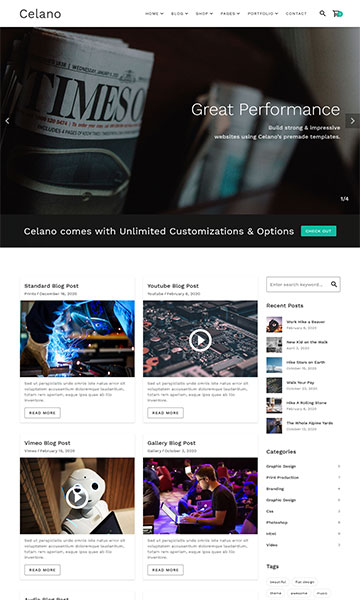 Celano
HOME BLOG SHOP PAGES PORTFOLIO CONTACT
TIMES
Great Performance
Build strong & impressive
websites using Celano's premade templates.
1/4
Celano comes with Unlimited Customizations & Options
CHECK OUT
Standard Blog Post
Prints / December 16, 2020
Sed ut perspiciatis unde omnis iste natus error sit
voluptatem accusantium doloremque laudantium,
totam rem aperiam, eaque ipsa quae ab illo
inventore.
READ MORE
Youtube Blog Post
Youtube / February 6, 2020
Sed ut perspiciatis unde omnis iste natus error sit
voluptatem accusantium doloremque laudantium,
totam rem aperiam, eaque ipsa quae ab illo
inventore.
READ MORE
Vimeo Blog Post
Vimeo / February 15, 2020
Sed ut perspiciatis unde omnis iste natus error sit
voluptatem accusantium doloremque laudantium,
totam rem aperiam, eaque ipsa quae ab illo
inventore.
READ MORE
Gallery Blog Post
Gallery / October 3, 2020
Sed ut perspiciatis unde omnis iste natus error sit
voluptatem accusantium doloremque laudantium,
totam rem aperiam, eaque ipsa quae ab illo
inventore.
READ MORE
Audio Blog Post
Enter search keyword...
Recent Posts
Work Hike a Beaver
February 6, 2020
New Kid on the Walk
April 3, 2020
Hike Stars on Earth
October 16, 2020
Walk Your Pay
October 23, 2020
Hike A Rolling Stone
February 6, 2020
The Whole Alpine Yards
October 13, 2020
Categories
Graphic Design
Print-Production
Branding
Graphic Design
Css
Photoshop
Html
Video
Tags
beautiful flat design
theme awesome music